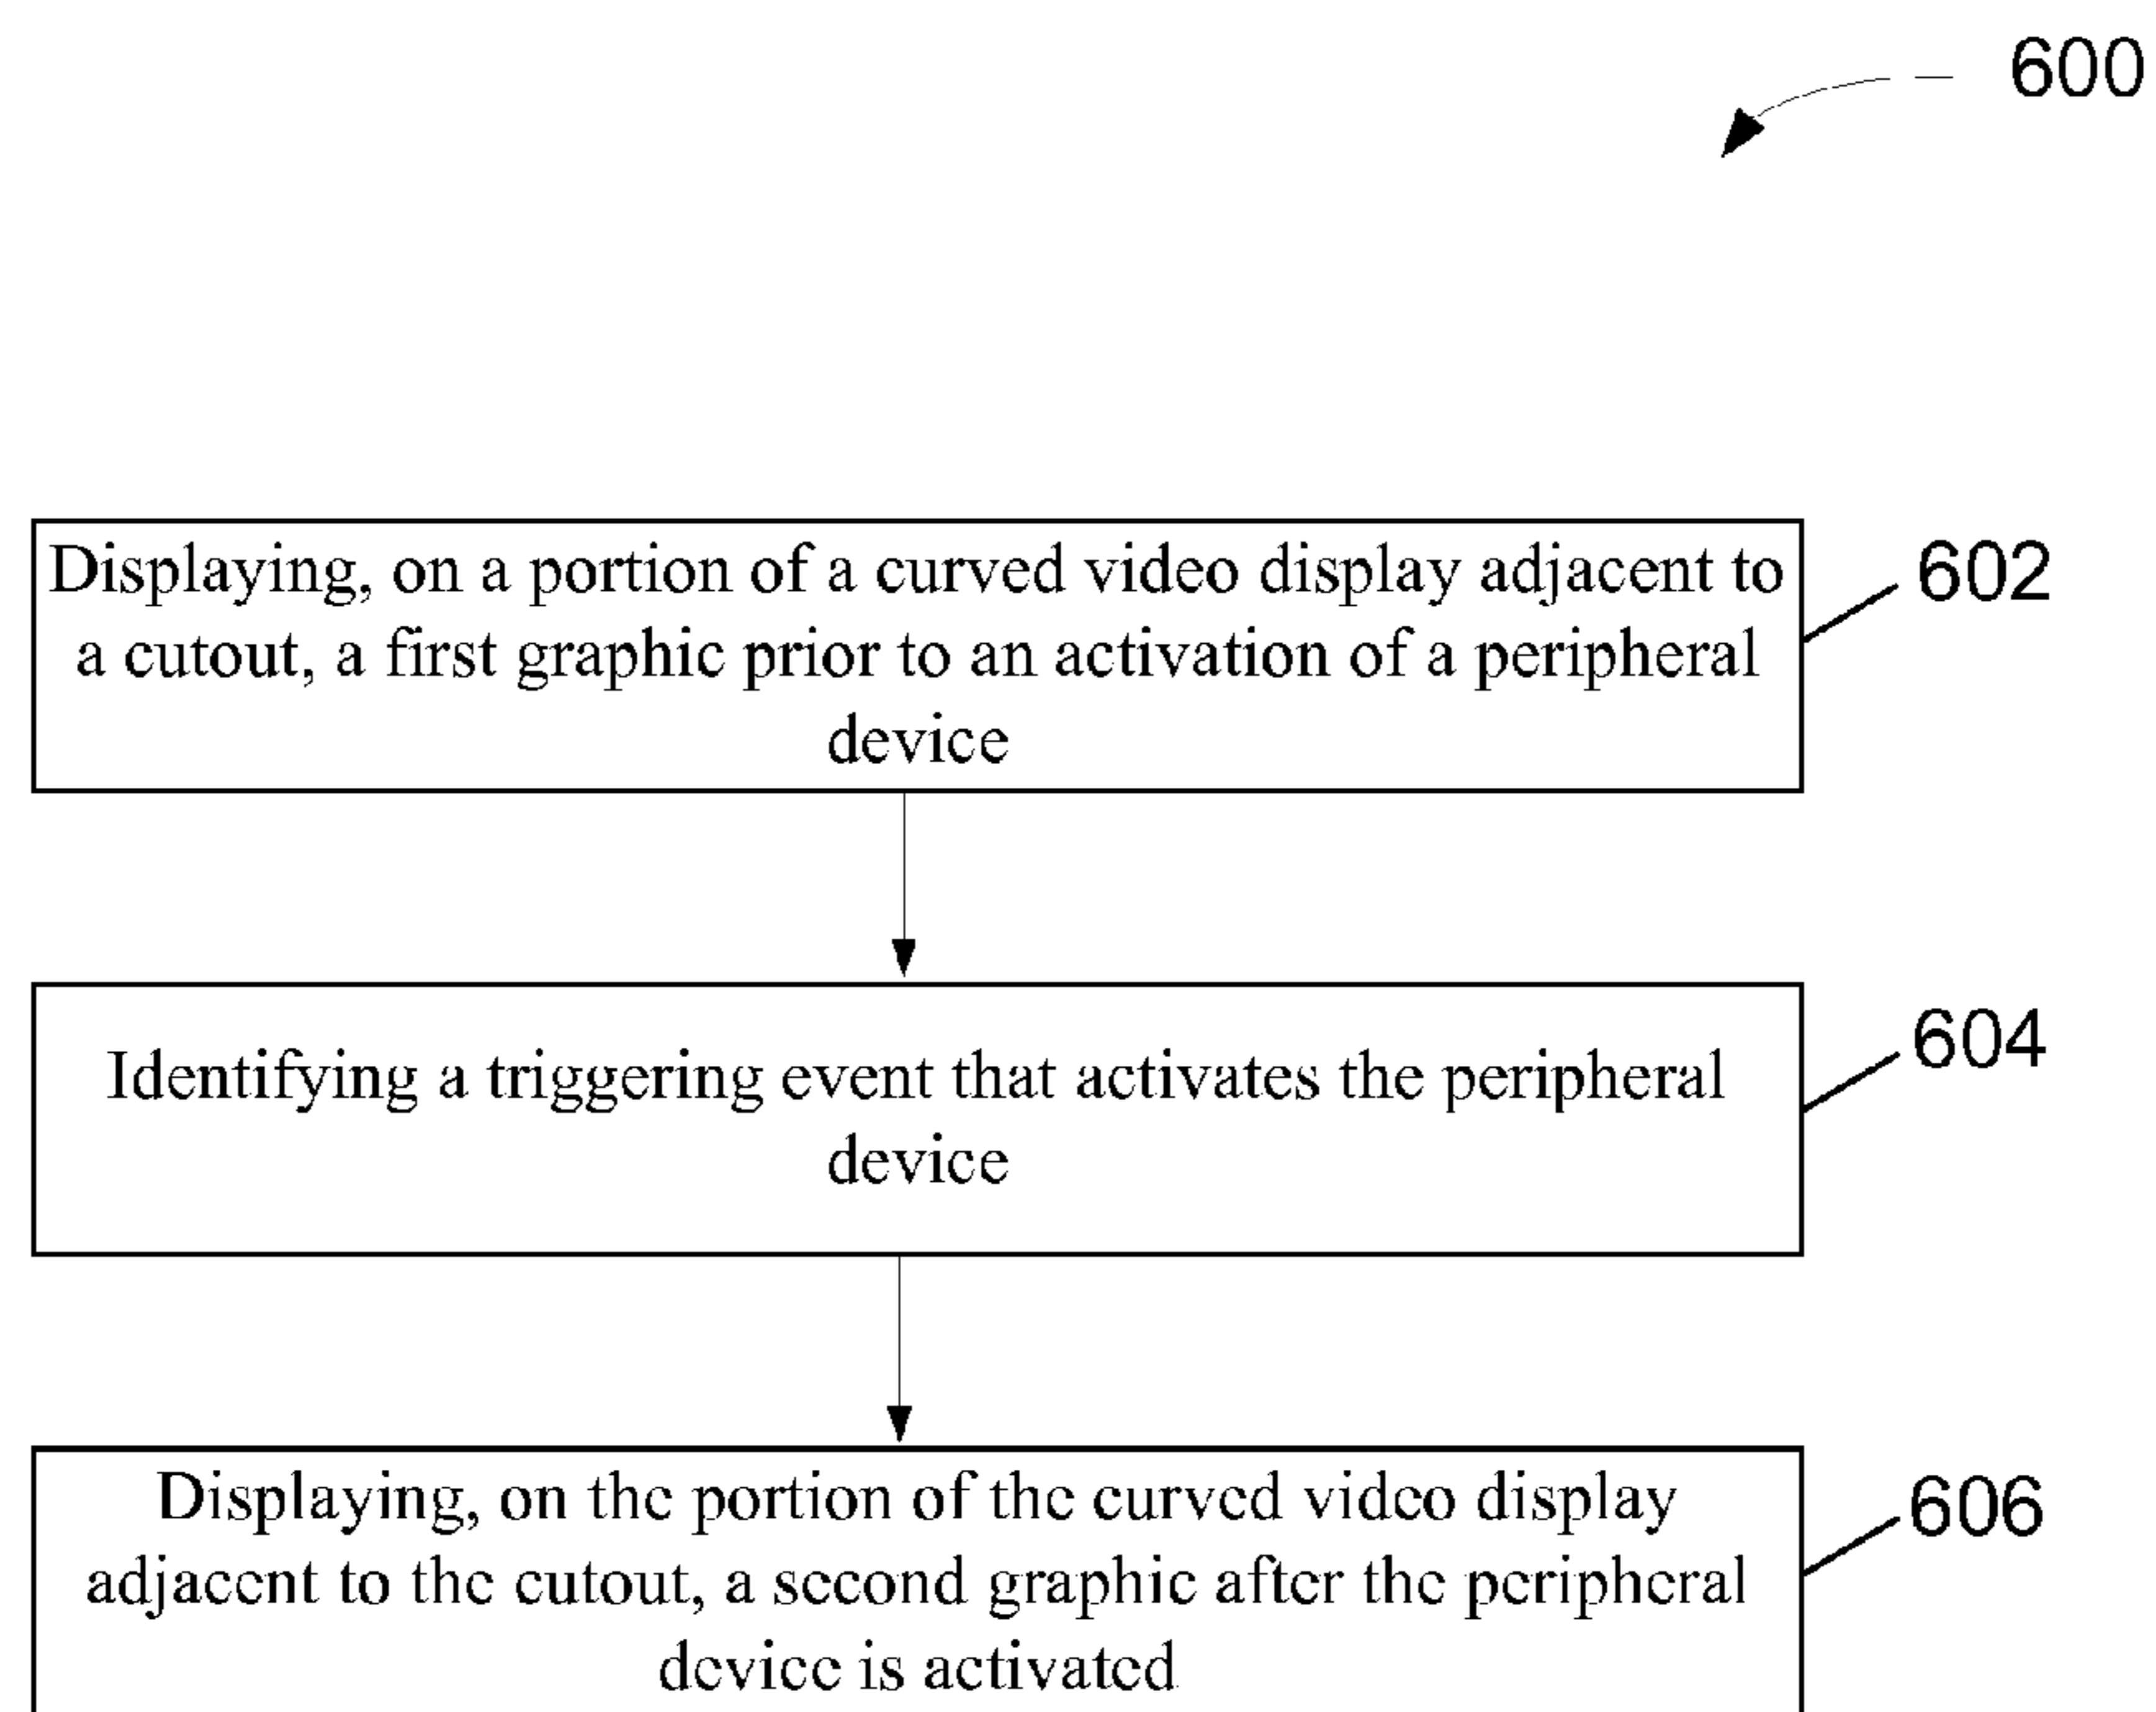 600
Displaying, on a portion of a curved video display adjacent to
a cutout, a first graphic prior to an activation of a peripheral
device
602
Identifying a triggering event that activates the peripheral
device
604
Displaying, on the portion of the curved video display
adjacent to the cutout, a second graphic after the peripheral
device is activated
606